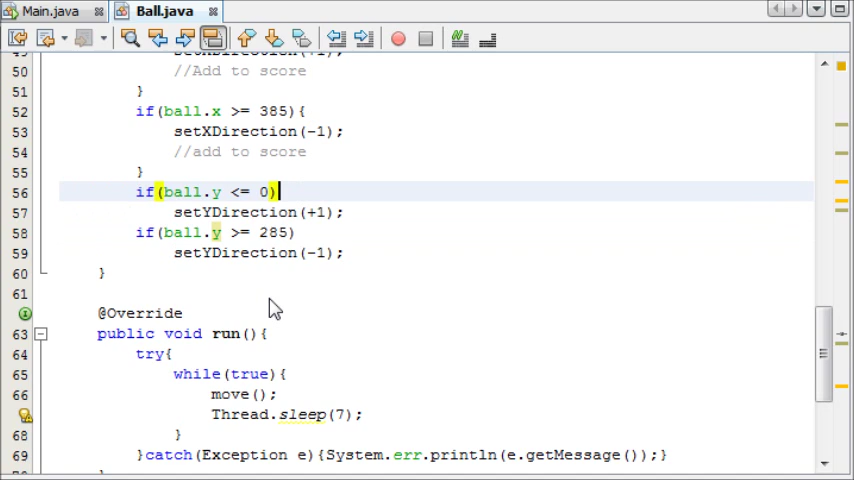 Main.java
Ball.java
setXDirection(+1);
50 //Add to score
51 }
52 if(ball.x >= 385){
53 setXDirection(-1);
54 //add to score
55 }
56 if(ball.y <= 0)
57 setYDirection(+1);
58 if(ball.y >= 285)
59 setYDirection(-1);
60 }
61
@Override
63 public void run(){
64 try{
65 while(true){
66 move();
Thread.sleep(7);
68 }
69 }catch(Exception e){System.err.println(e.getMessage());}